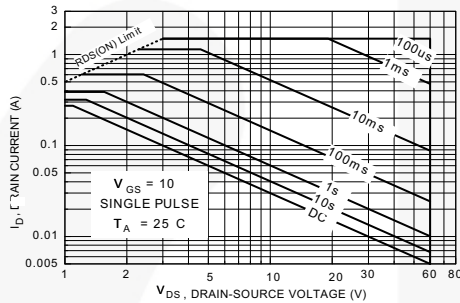 3
2
1
0.5
0.1
0.05
0.01
0.005
I D, DRAIN CURRENT (A)
RDS(ON) Limit
100us
1ms
10ms
100ms
1s
10s
DC
V GS = 10
SINGLE PULSE
T A = 25 C
1 2 5 10 20 30 60 80
V DS , DRAIN-SOURCE VOLTAGE (V)